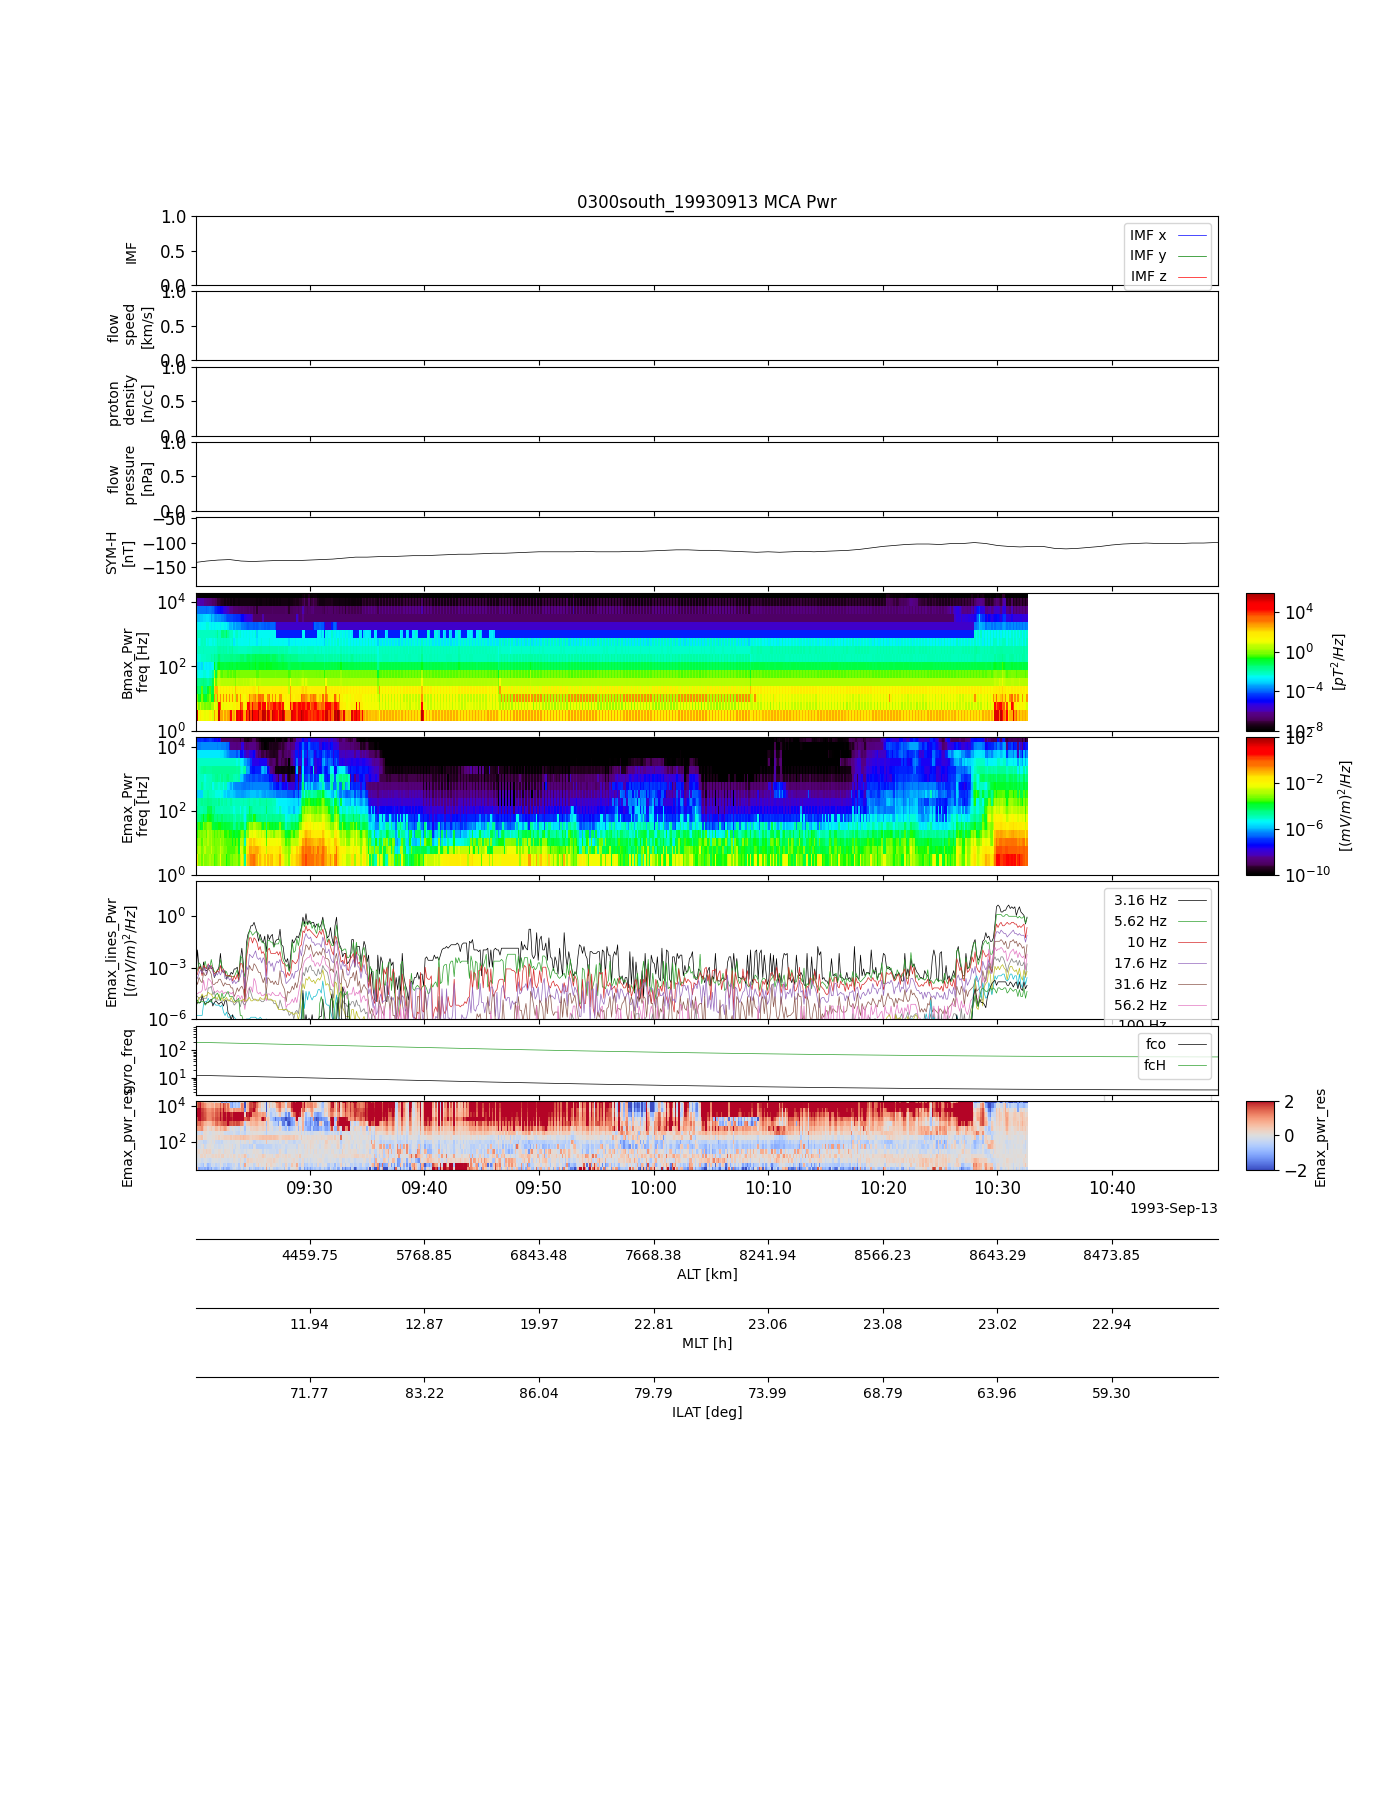 0300south_19930913 MCA Pwr
1.0
0.5
0.0
IMF
IMF x
IMF y
IMF z
1.0
0.5
0.0
flow
speed
[km/s]
1.0
0.5
0.0
proton
density
[n/cc]
1.0
0.5
0.0
flow
pressure
[nPa]
−50
−100
−150
SYM-H
[nT]
10^4
10^2
10^0
Bmax_Pwr
freq [Hz]
10^4
10^0
10^−4
10^−8
[pT^2/Hz]
10^4
10^2
10^0
Emax_Pwr
freq [Hz]
10^2
10^−2
10^−6
10^−10
[(mV/m)^2/Hz]
10^0
10^−3
10^−6
Emax_lines_Pwr
[(mV/m)^2/Hz]
3.16 Hz
5.62 Hz
10 Hz
17.6 Hz
31.6 Hz
56.2 Hz
100 Hz
10^2
10^1
gyro_freq
fco
fcH
10^4
10^2
Emax_pwr_res
2
0
−2
Emax_pwr_res
09:30 09:40 09:50 10:00 10:10 10:20 10:30 10:40
1993-Sep-13
4459.75 5768.85 6843.48 7668.38 8241.94 8566.23 8643.29 8473.85
ALT [km]
11.94 12.87 19.97 22.81 23.06 23.08 23.02 22.94
MLT [h]
71.77 83.22 86.04 79.79 73.99 68.79 63.96 59.30
ILAT [deg]